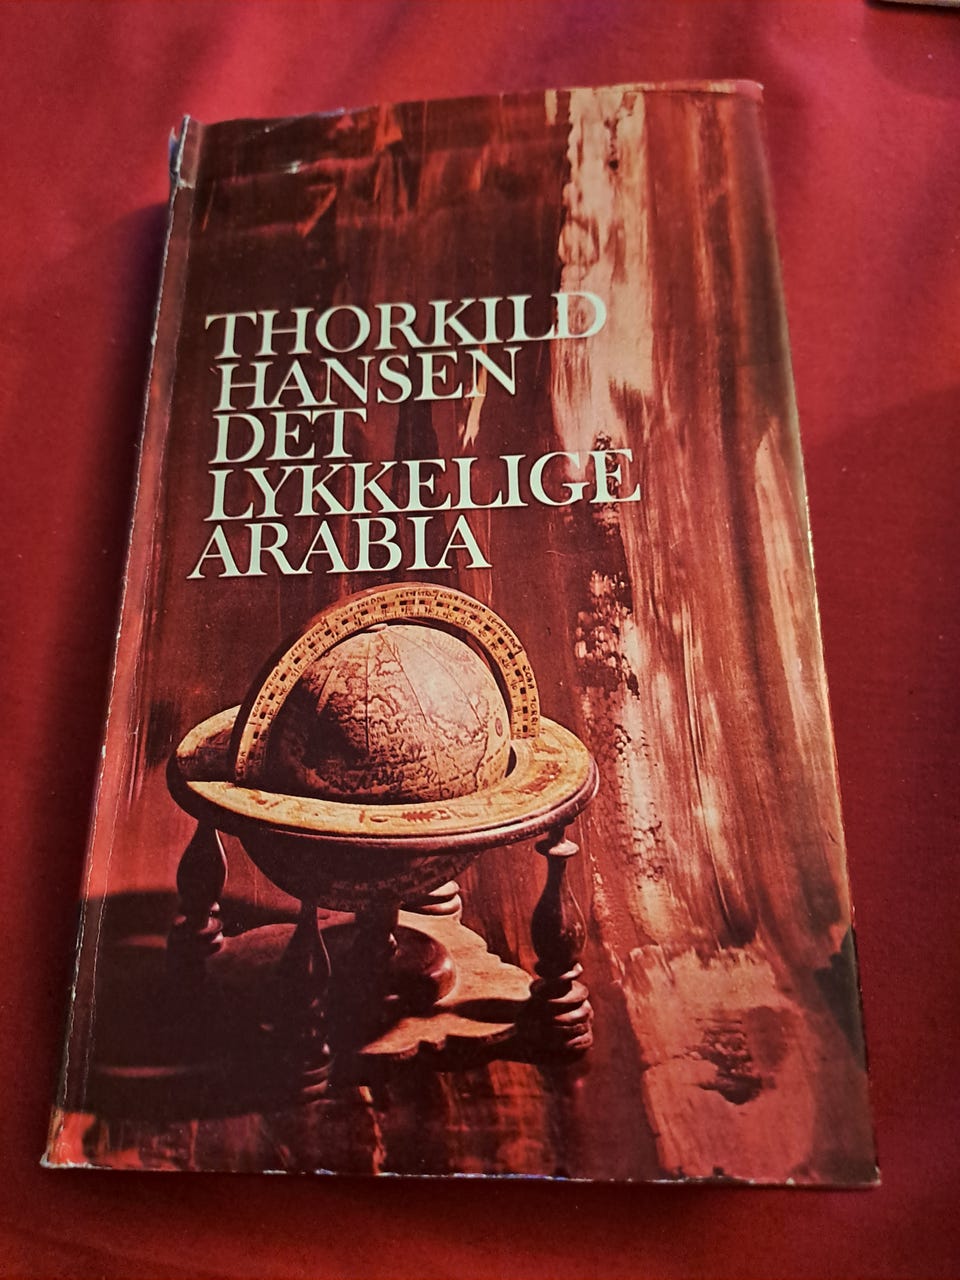 THORKILD
HANSEN
DET
LYKKELIGE
ARABIA